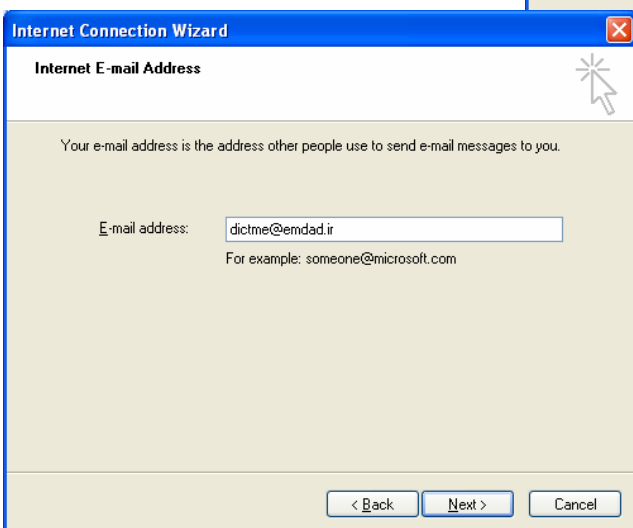 Internet Connection Wizard
Internet E-mail Address
Your e-mail address is the address other people use to send e-mail messages to you.
E-mail address: dictme@emdad.ir
For example: someone@microsoft.com
< Back Next > Cancel